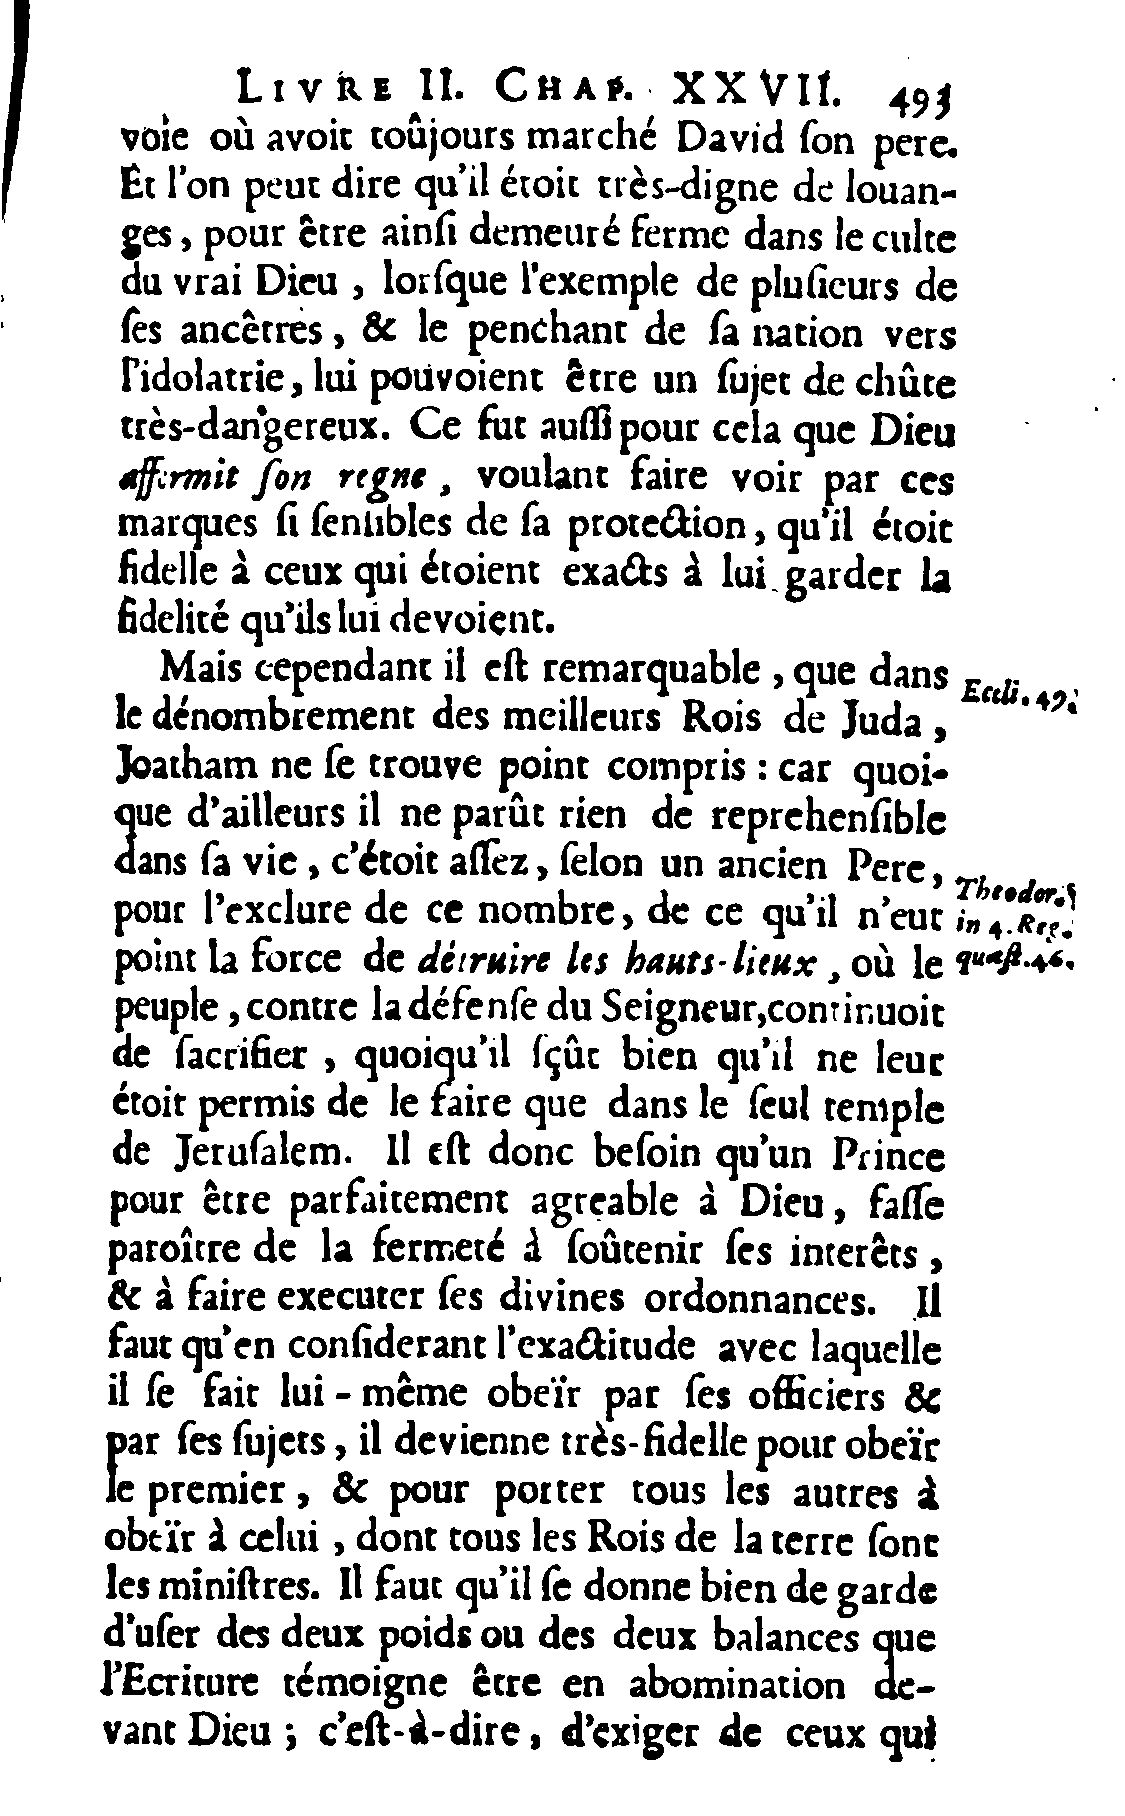 LIVRE II. CHAP. XXVII. 493
voie où avoit toûjours marché David ſon pere.
Et l'on peut dire qu'il étoit très-digne de louan-
ges, pour être ainſi demeuré ferme dans le culte
du vrai Dieu, lorſque l'exemple de pluſieurs de
ſes ancêtres, & le penchant de ſa nation vers
l'idolatrie, lui pouvoient être un ſujet de chûte
très-dangereux. Ce fut auſſi pour cela que Dieu
affermit ſon regne, voulant faire voir par ces
marques ſi ſenſibles de ſa protection, qu'il étoit
fidelle à ceux qui étoient exacts à lui garder la
fidelité qu'ils lui devoient.
Mais cependant il eſt remarquable, que dans
Eccli. 49.
le dénombrement des meilleurs Rois de Juda,
Joatham ne ſe trouve point compris : car quoi-
que d'ailleurs il ne parût rien de reprehenſible
dans ſa vie, c'étoit aſſez, ſelon un ancien Pere,
Theodor.
pour l'exclure de ce nombre, de ce qu'il n'eut
in 4. Reg.
point la force de détruire les hauts-lieux, où le
quæſt. 46.
peuple, contre la défenſe du Seigneur, continuoit
de ſacrifier, quoiqu'il ſçût bien qu'il ne leur
étoit permis de le faire que dans le ſeul temple
de Jeruſalem. Il eſt donc beſoin qu'un Prince
pour être parfaitement agreable à Dieu, faſſe
paroître de la fermeté à ſoûtenir ſes interêts,
& à faire executer ſes divines ordonnances. Il
faut qu'en conſiderant l'exactitude avec laquelle
il ſe fait lui-même obeïr par ſes officiers &
par ſes ſujets, il devienne très-fidelle pour obeïr
le premier, & pour porter tous les autres à
obeïr à celui, dont tous les Rois de la terre ſont
les miniſtres. Il faut qu'il ſe donne bien de garde
d'uſer des deux poids ou des deux balances que
l'Ecriture témoigne être en abomination de-
vant Dieu ; c'eſt-à-dire, d'exiger de ceux qui